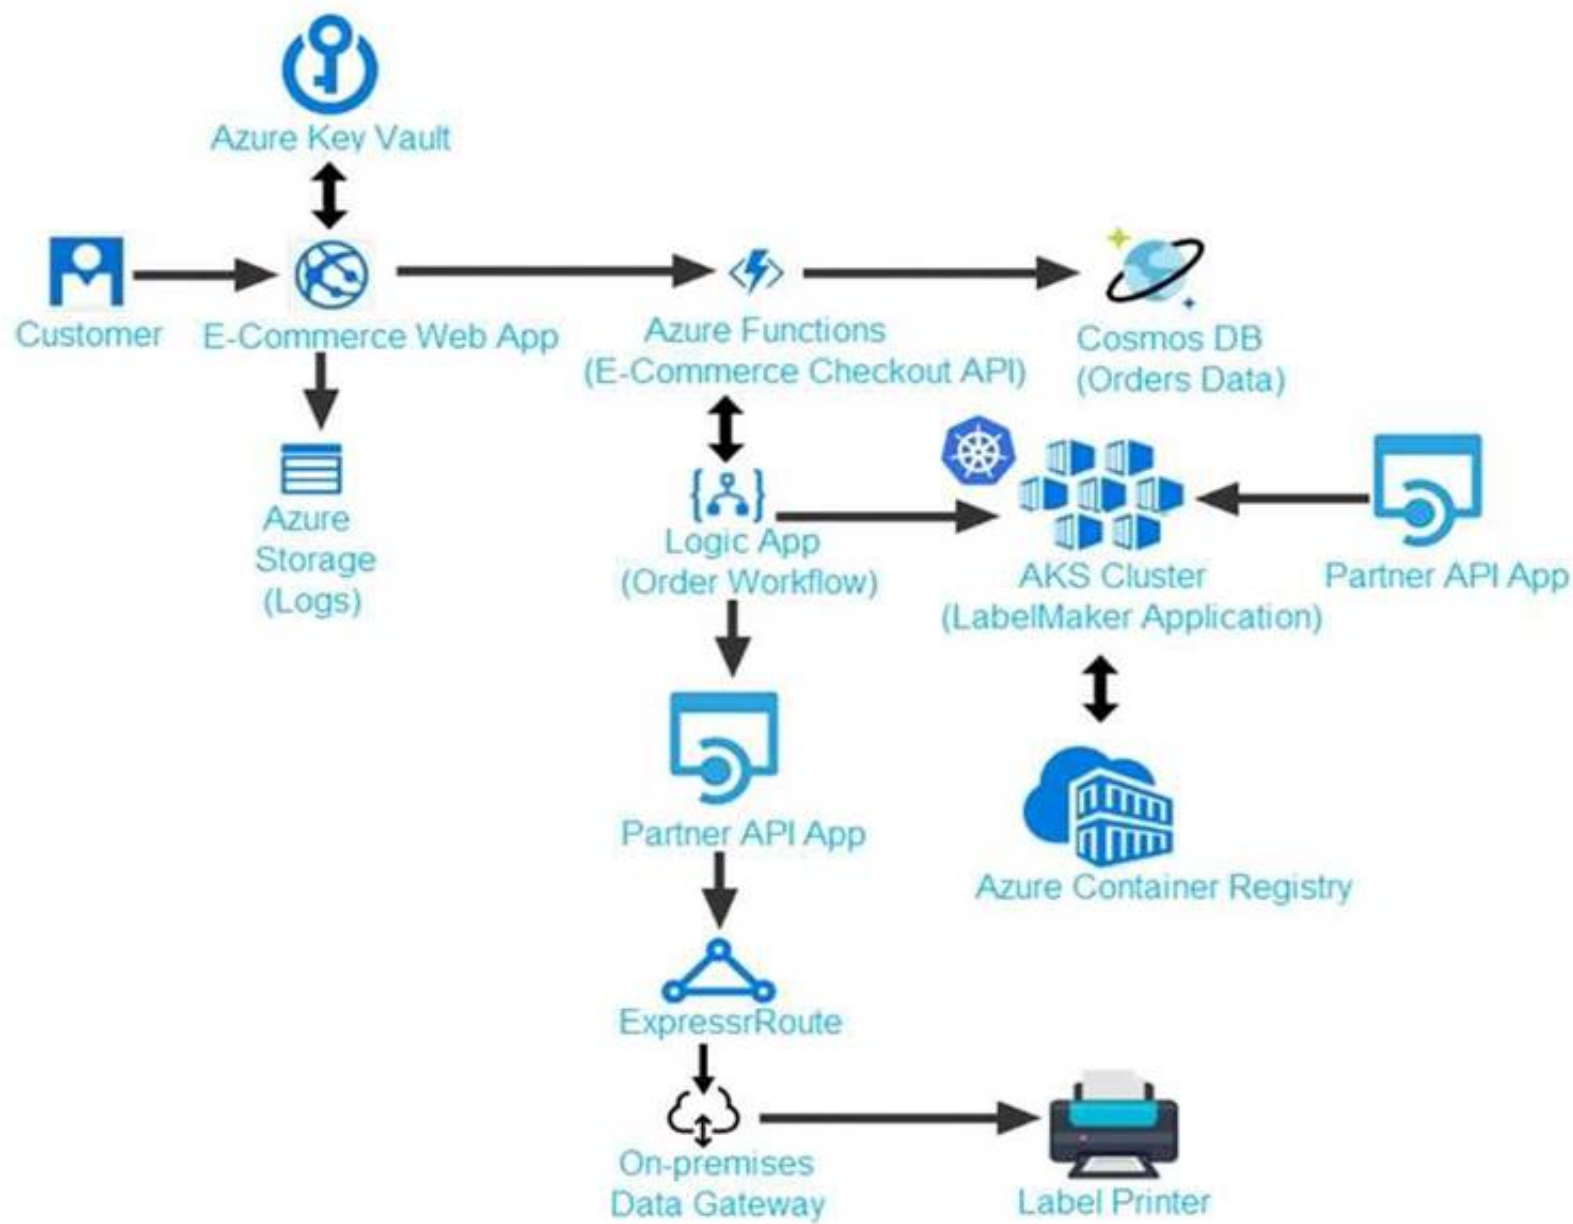 Azure Key Vault
Customer
E-Commerce Web App
Azure Functions
(E-Commerce Checkout API)
Cosmos DB
(Orders Data)
Azure
Storage
(Logs)
Logic App
(Order Workflow)
AKS Cluster
(LabelMaker Application)
Partner API App
Partner API App
Azure Container Registry
ExpressrRoute
On-premises
Data Gateway
Label Printer